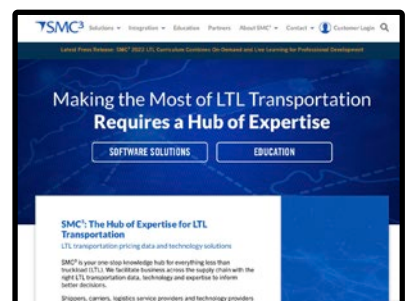 SMC³ Solutions Integration Education Partners About SMC³ Contact Customer Login
Latest Press Release: SMC³ 2022 LTL Curriculum Combines On-Demand and Live Learning for Professional Development
Making the Most of LTL Transportation
Requires a Hub of Expertise
SOFTWARE SOLUTIONS EDUCATION
SMC³: The Hub of Expertise for LTL
Transportation
LTL transportation pricing data and technology solutions
SMC³ is your one-stop knowledge hub for everything less than
truckload (LTL). We facilitate business across the supply chain with the
right LTL transportation data, technology and expertise to inform
better decisions.
Shippers, carriers, logistics service providers and technology providers